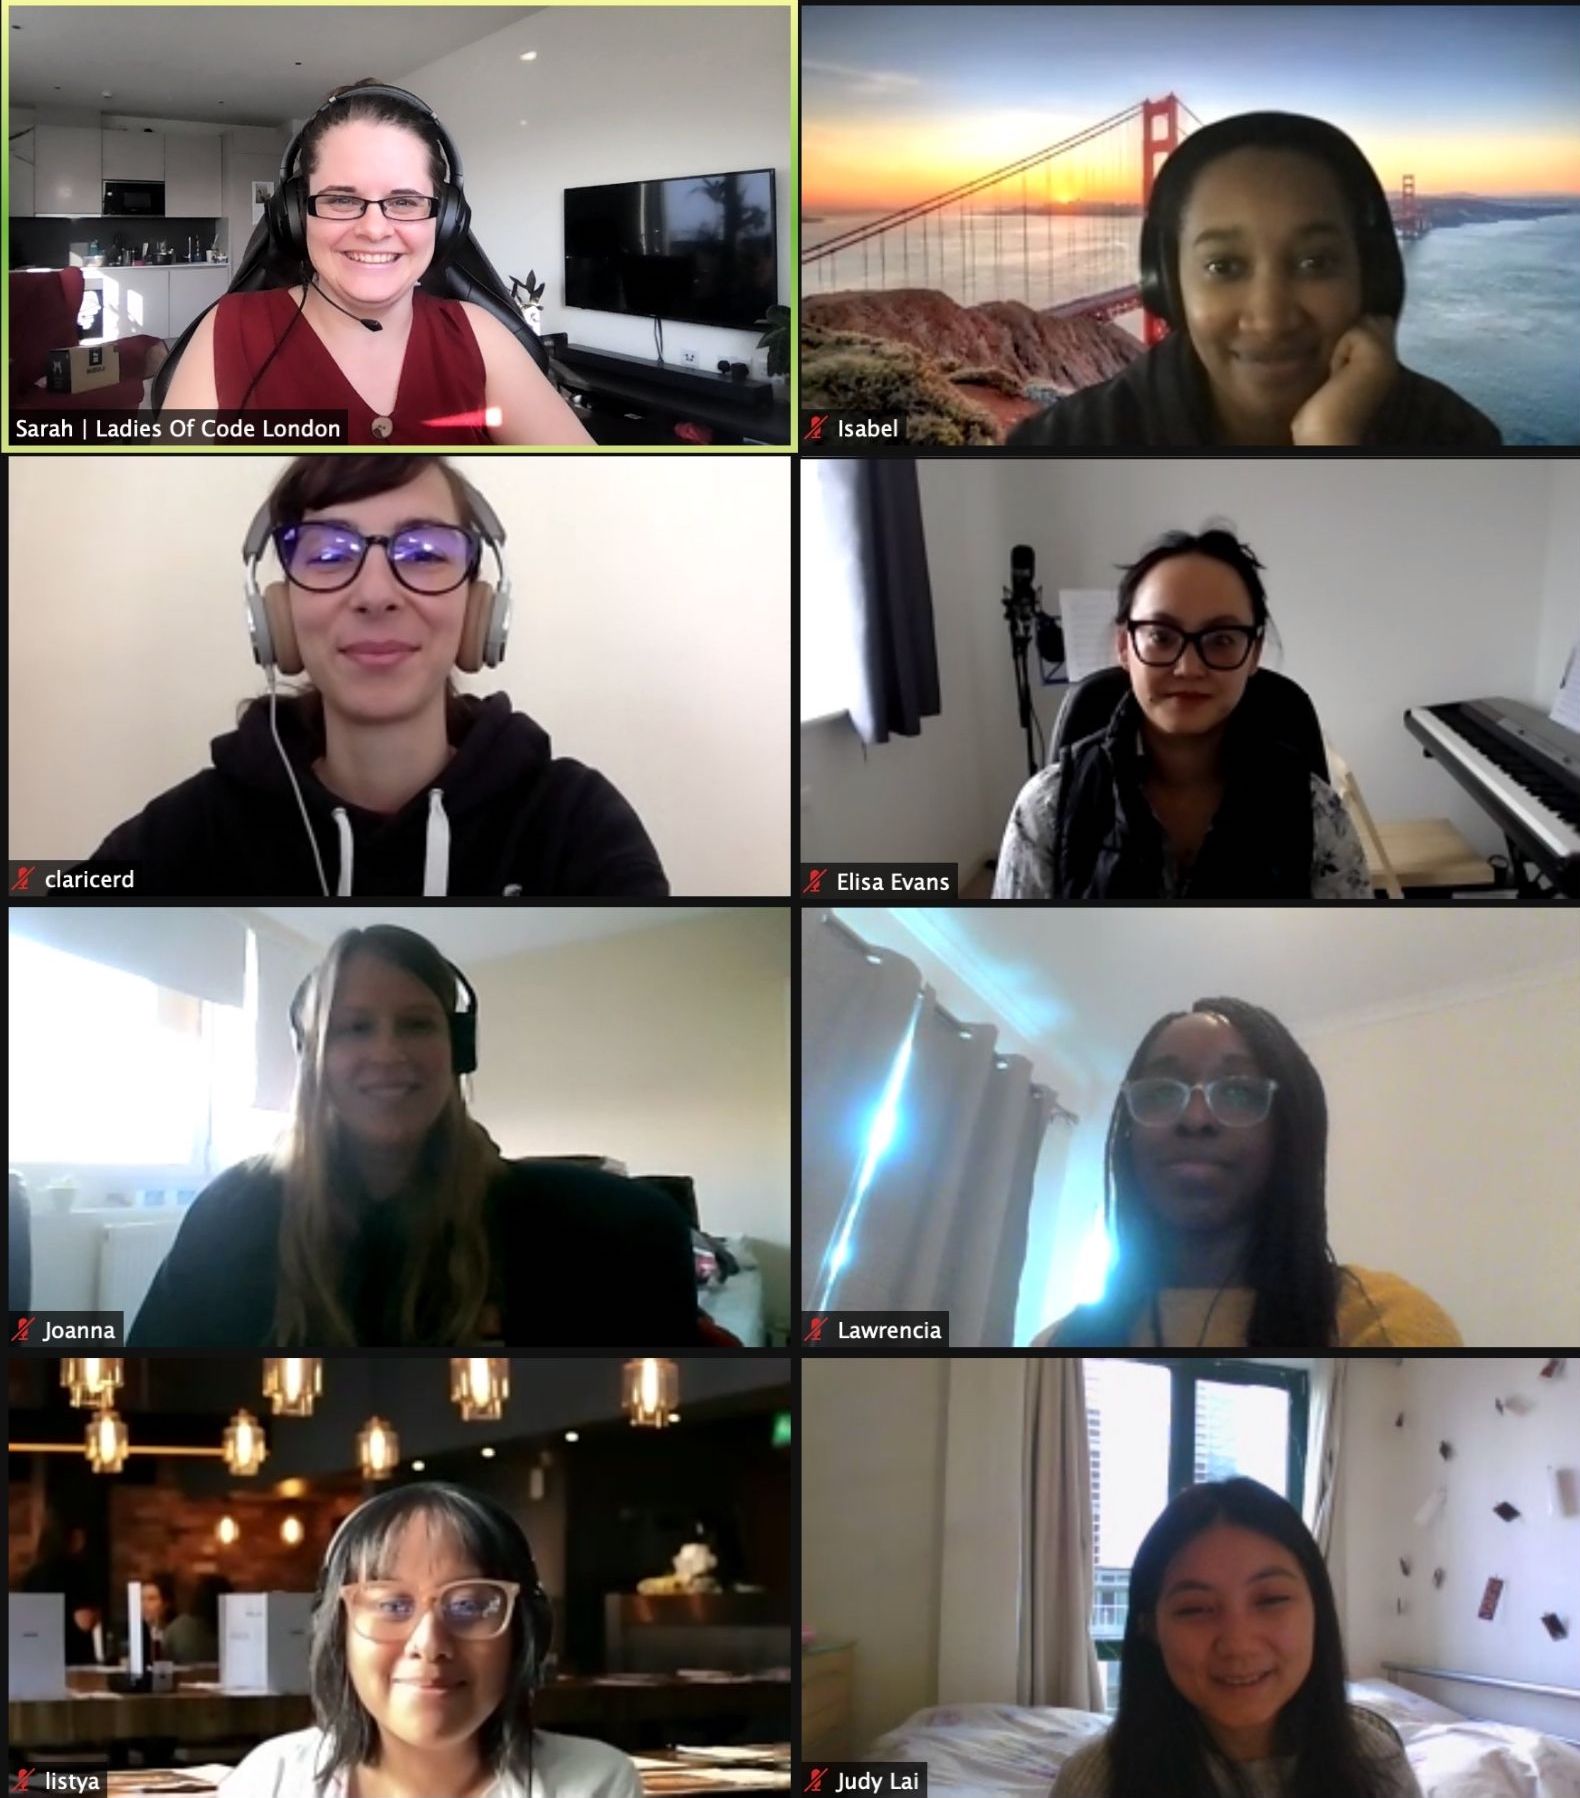 Sarah | Ladies Of Code London
Isabel
claricerd
Elisa Evans
Joanna
Lawrencia
listya
Judy Lai